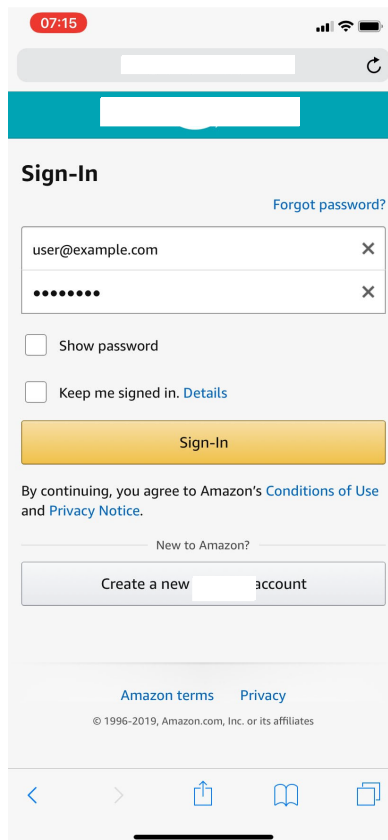 07:15
Sign-In
Forgot password?
user@example.com
••••••••
Show password
Keep me signed in. Details
Sign-In
By continuing, you agree to Amazon's Conditions of Use
and Privacy Notice.
New to Amazon?
Create a new account
Amazon terms Privacy
© 1996-2019, Amazon.com, Inc. or its affiliates